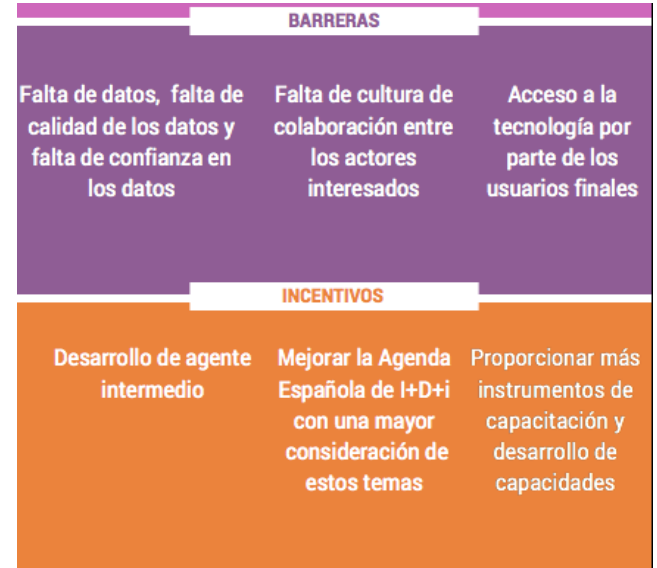 BARRERAS
Falta de datos, falta de
calidad de los datos y
falta de confianza en
los datos
Falta de cultura de
colaboración entre
los actores
interesados
Acceso a la
tecnología por
parte de los
usuarios finales
INCENTIVOS
Desarrollo de agente
intermedio
Mejorar la Agenda
Española de I+D+i
con una mayor
consideración de
estos temas
Proporcionar más
instrumentos de
capacitación y
desarrollo de
capacidades